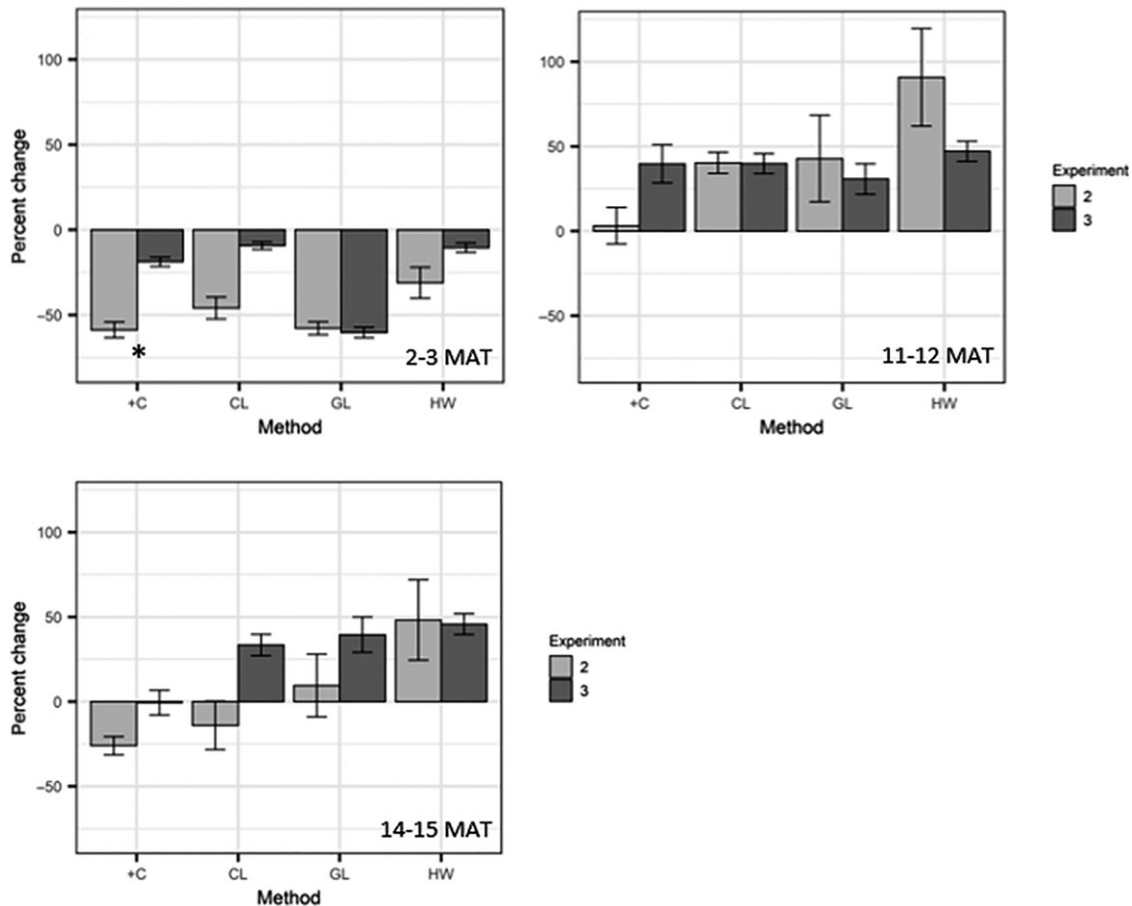 Percent change
100
50
0
−50
*
2-3 MAT
+C CL GL HW
Method
100
50
0
−50
11-12 MAT
+C CL GL HW
Method
Experiment
2
3
Percent change
100
50
0
−50
14-15 MAT
+C CL GL HW
Method
Experiment
2
3